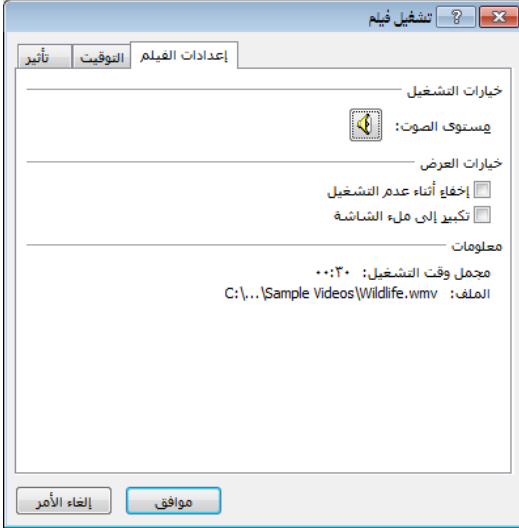 تشغيل فيلم
إعدادات الفيلم
التوقيت
تأثير
خيارات التشغيل
مستوى الصوت:
خيارات العرض
إخفاء أثناء عدم التشغيل
تكبير إلى ملء الشاشة
معلومات
مجمل وقت التشغيل: ٠٠:٣٠
الملف: C:\...\Sample Videos\Wildlife.wmv
موافق
إلغاء الأمر